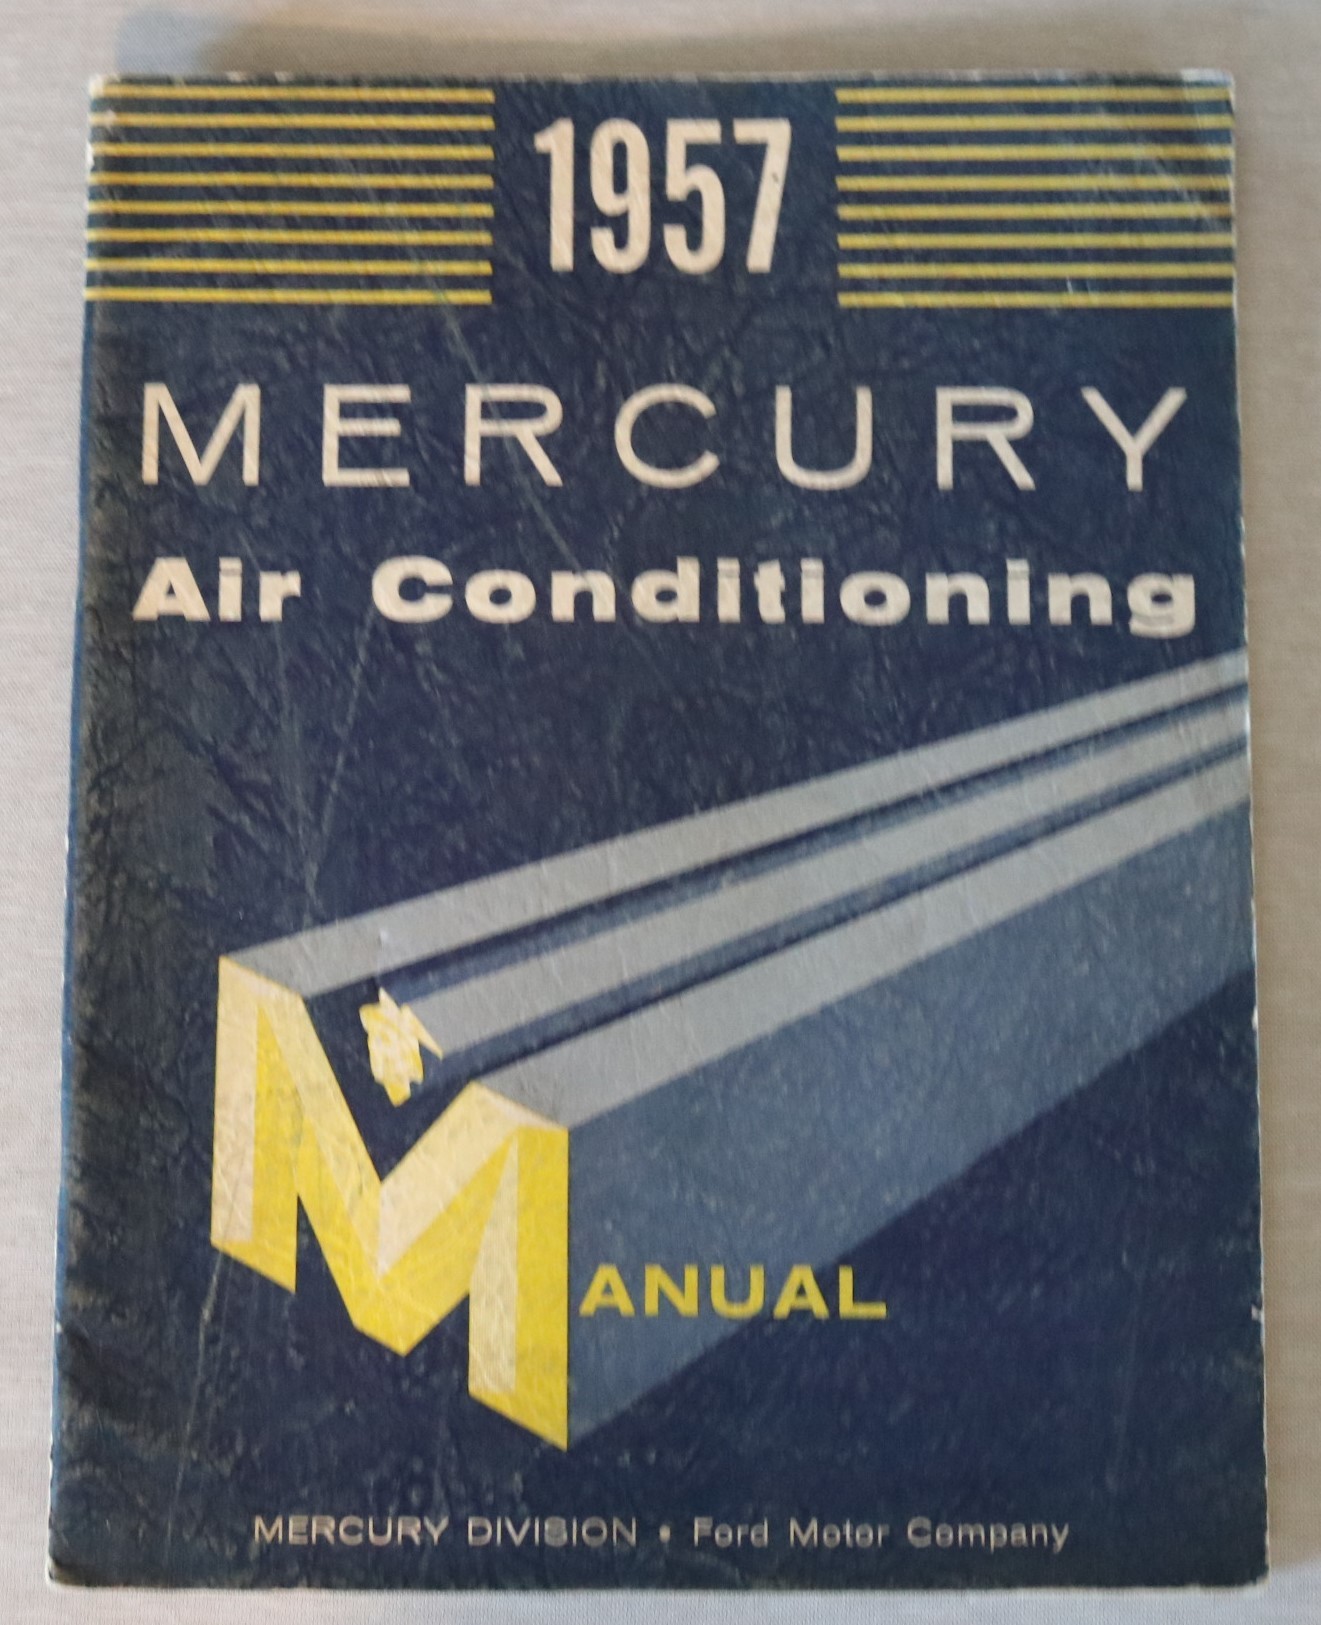 1957
MERCURY
Air Conditioning
MANUAL
MERCURY DIVISION • Ford Motor Company